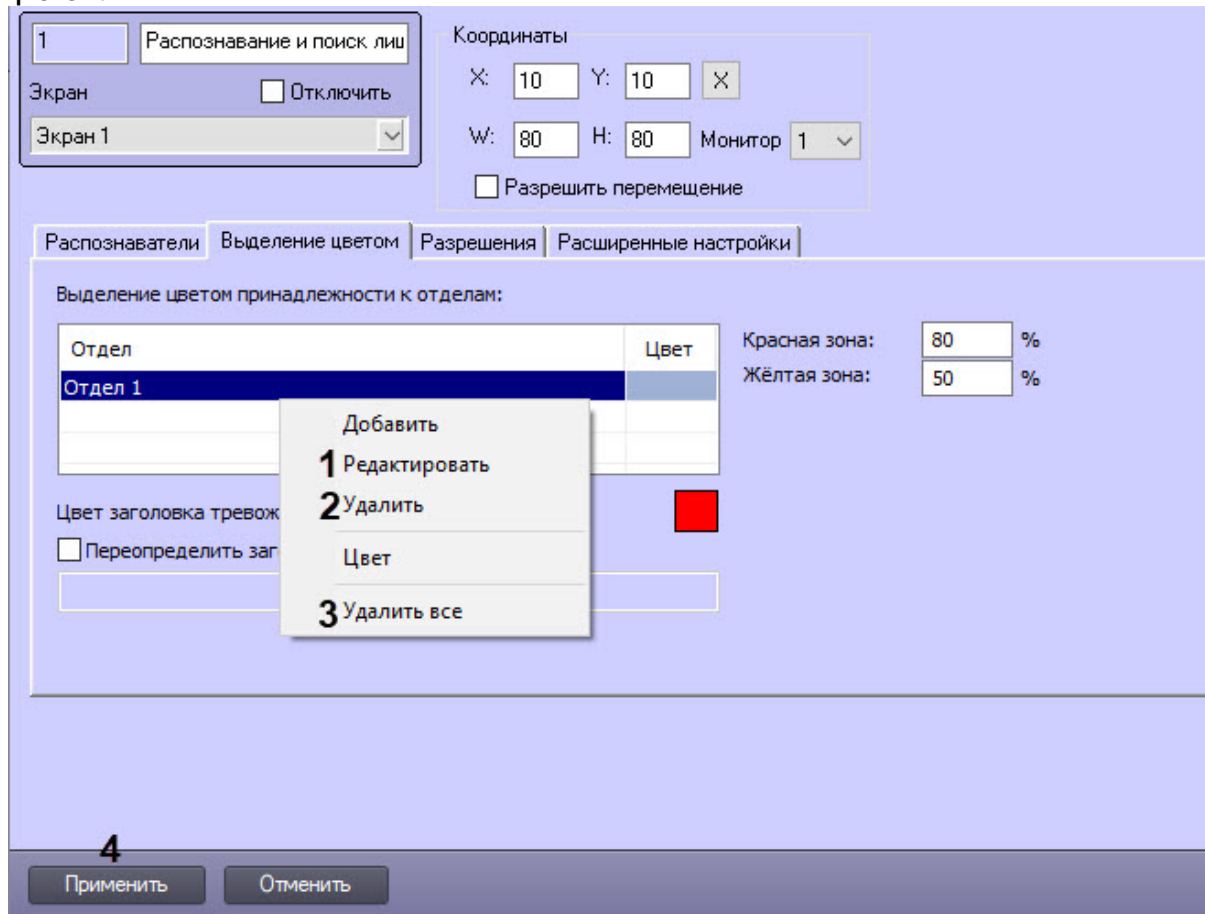 1 Распознавание и поиск лиц
Экран Отключить
Экран 1
Координаты
X: 10 Y: 10 X
W: 80 H: 80 Монитор 1
Разрешить перемещение
Распознаватели Выделение цветом Разрешения Расширенные настройки
Выделение цветом принадлежности к отделам:
Отдел Цвет
Отдел 1
Красная зона: 80 %
Жёлтая зона: 50 %
Добавить
1 Редактировать
2 Удалить
Цвет
3 Удалить все
Цвет заголовка тревож
Переопределить заг
4
Применить Отменить